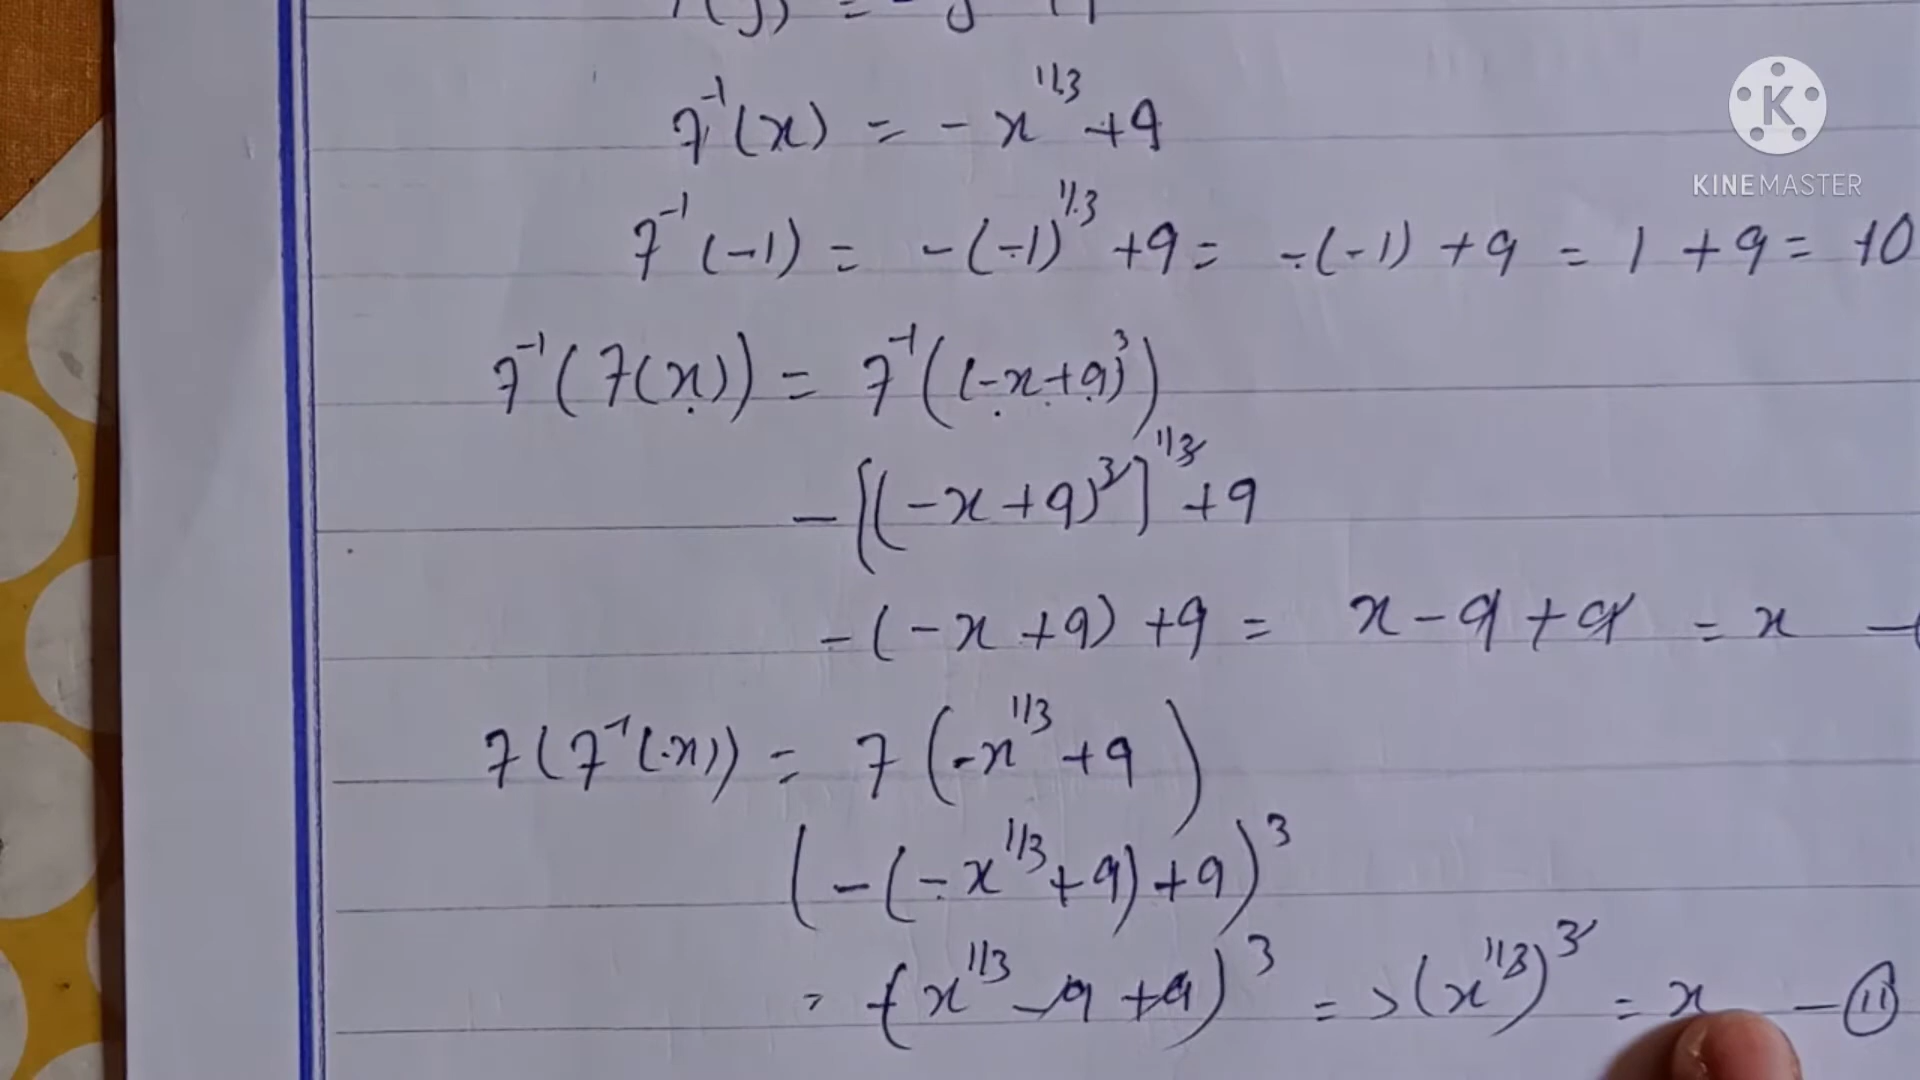 f⁻¹(x) = -x^1/3 + 9
f⁻¹(-1) = -(-1)^1/3 + 9 = -(-1) + 9 = 1 + 9 = 10
f⁻¹(f(x)) = f⁻¹((-x+9)³)
-[(-x+9)³]^1/3 + 9
-(-x+9) + 9 = x - 9 + 9 = x -
f(f⁻¹(x)) = f(-x^1/3 + 9)
(-(-x^1/3 + 9) + 9)³
= (x^1/3 - 9 + 9)³ = > (x^1/3)³ = x - (ii)
K
KINEMASTER